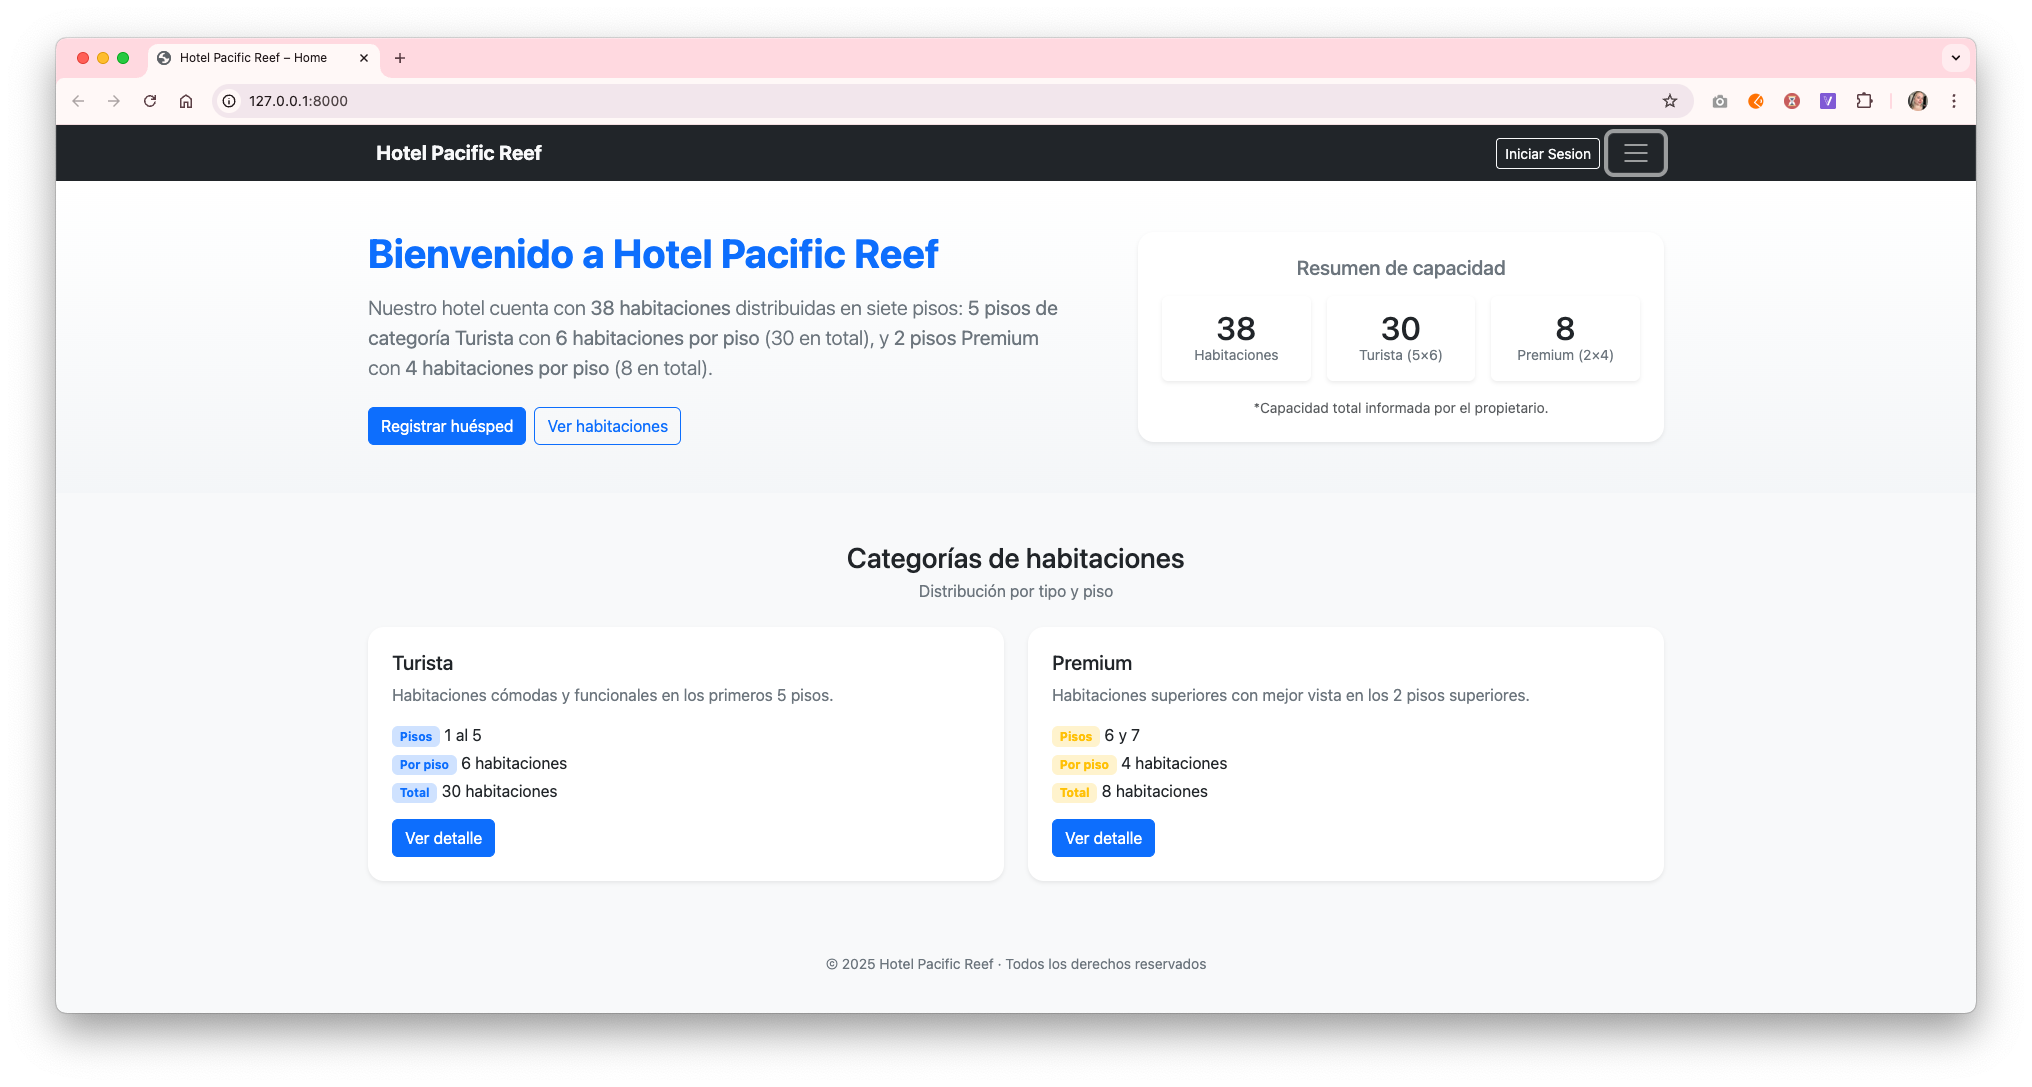 Hotel Pacific Reef – Home
127.0.0.1:8000
Hotel Pacific Reef
Iniciar Sesion
Bienvenido a Hotel Pacific Reef
Nuestro hotel cuenta con 38 habitaciones distribuidas en siete pisos: 5 pisos de
categoría Turista con 6 habitaciones por piso (30 en total), y 2 pisos Premium
con 4 habitaciones por piso (8 en total).
Registrar huésped
Ver habitaciones
Resumen de capacidad
38
Habitaciones
30
Turista (5×6)
8
Premium (2×4)
*Capacidad total informada por el propietario.
Categorías de habitaciones
Distribución por tipo y piso
Turista
Habitaciones cómodas y funcionales en los primeros 5 pisos.
Pisos 1 al 5
Por piso 6 habitaciones
Total 30 habitaciones
Ver detalle
Premium
Habitaciones superiores con mejor vista en los 2 pisos superiores.
Pisos 6 y 7
Por piso 4 habitaciones
Total 8 habitaciones
Ver detalle
© 2025 Hotel Pacific Reef · Todos los derechos reservados